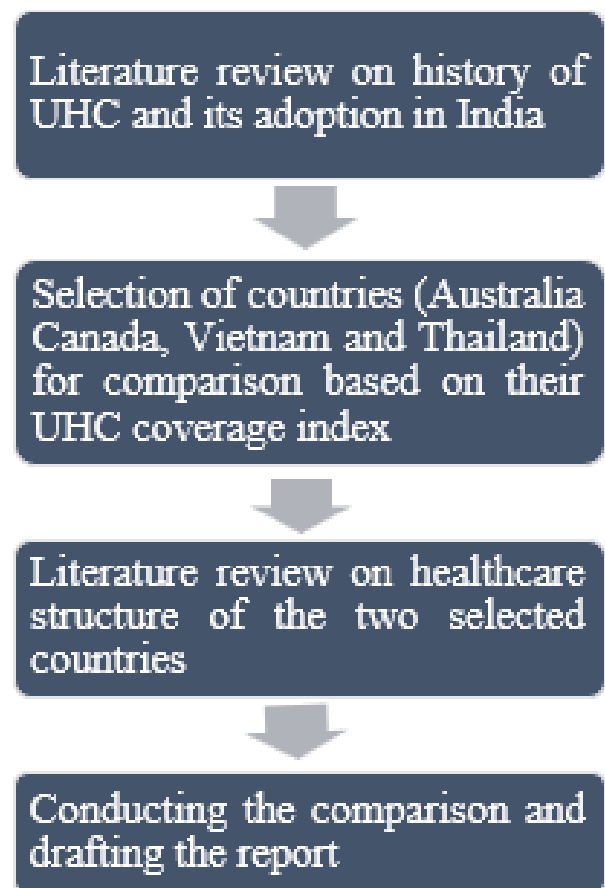 Literature review on history of
UHC and its adoption in India
Selection of countries (Australia
Canada, Vietnam and Thailand)
for comparison based on their
UHC coverage index
Literature review on healthcare
structure of the two selected
countries
Conducting the comparison and
drafting the report